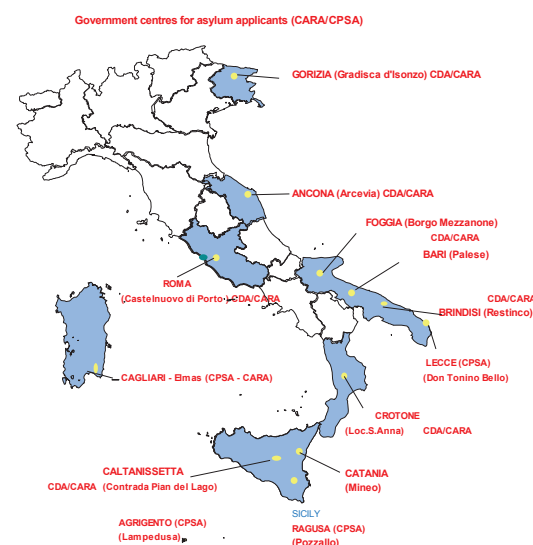 Government centres for asylum applicants (CARA/CPSA)
GORIZIA (Gradisca d'Isonzo) CDA/CARA
ANCONA (Arcevia) CDA/CARA
FOGGIA (Borgo Mezzanone)
CDA/CARA
BARI (Palese)
ROMA
(Castelnuovo di Porto) CDA/CARA
CDA/CARA
BRINDISI (Restinco)
LECCE (CPSA)
(Don Tonino Bello)
CAGLIARI - Elmas (CPSA - CARA)
CROTONE
(Loc.S.Anna) CDA/CARA
CALTANISSETTA
CDA/CARA (Contrada Pian del Lago)
CATANIA
(Mineo)
SICILY
AGRIGENTO (CPSA)
(Lampedusa)
RAGUSA (CPSA)
(Pozzallo)